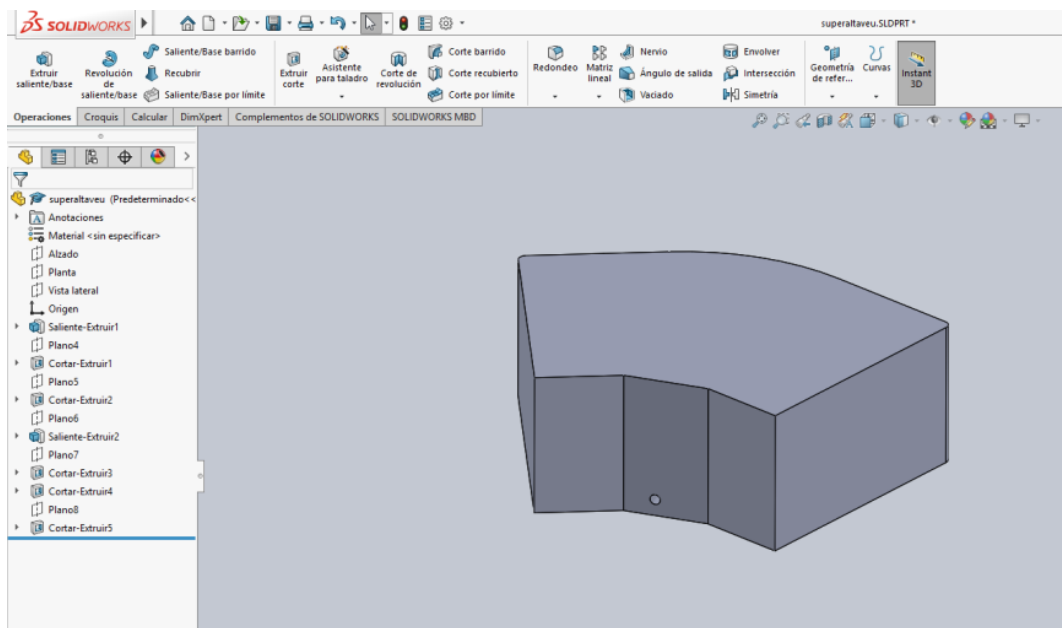 SOLIDWORKS
superaltaveu.SLDPRT *
Extruir saliente/base
Revolución de saliente/base
Saliente/Base barrido
Recubrir
Saliente/Base por límite
Extruir corte
Asistente para taladro
Corte de revolución
Corte barrido
Corte recubierto
Corte por límite
Redondeo
Matriz lineal
Nervio
Ángulo de salida
Vaciado
Envolver
Intersección
Simetría
Geometría de refer...
Curvas
Instant 3D
Operaciones Croquis Calcular DimXpert Complementos de SOLIDWORKS SOLIDWORKS MBD
superaltaveu (Predeterminado<<
Anotaciones
Material <sin especificar>
Alzado
Planta
Vista lateral
Origen
Saliente-Extruir1
Plano4
Cortar-Extruir1
Plano5
Cortar-Extruir2
Plano6
Saliente-Extruir2
Plano7
Cortar-Extruir3
Cortar-Extruir4
Plano8
Cortar-Extruir5